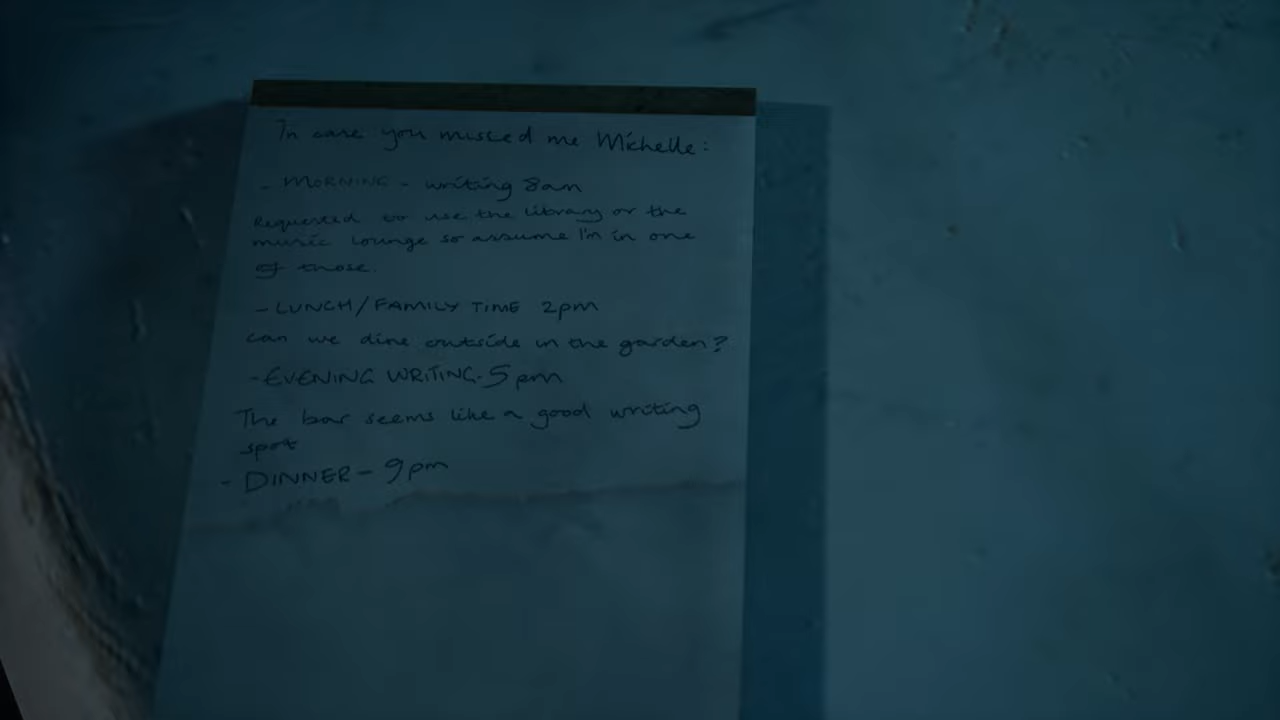 In case you missed me Michelle:
- MORNING - writing 8am
Requested to use the library or the
music lounge so assume I'm in one
of those.
- LUNCH/FAMILY TIME 2pm
Can we dine outside in the garden?
- EVENING WRITING - 5pm
The bar seems like a good writing
spot
- DINNER - 9pm